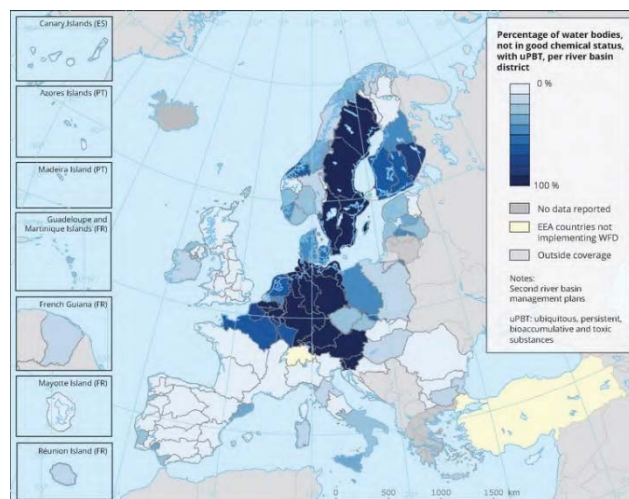 Canary Islands (ES)
Azores Islands (PT)
Madeira Island (PT)
Guadeloupe and
Martinique Islands (FR)
French Guiana (FR)
Mayotte Island (FR)
Réunion Island (FR)
Percentage of water bodies,
not in good chemical status,
with uPBT, per river basin
district
0 %
100 %
No data reported
EEA countries not
implementing WFD
Outside coverage
Notes:
Second river basin
management plans
uPBT: ubiquitous, persistent,
bioaccumulative and toxic
substances
0 500 1000 1500 km